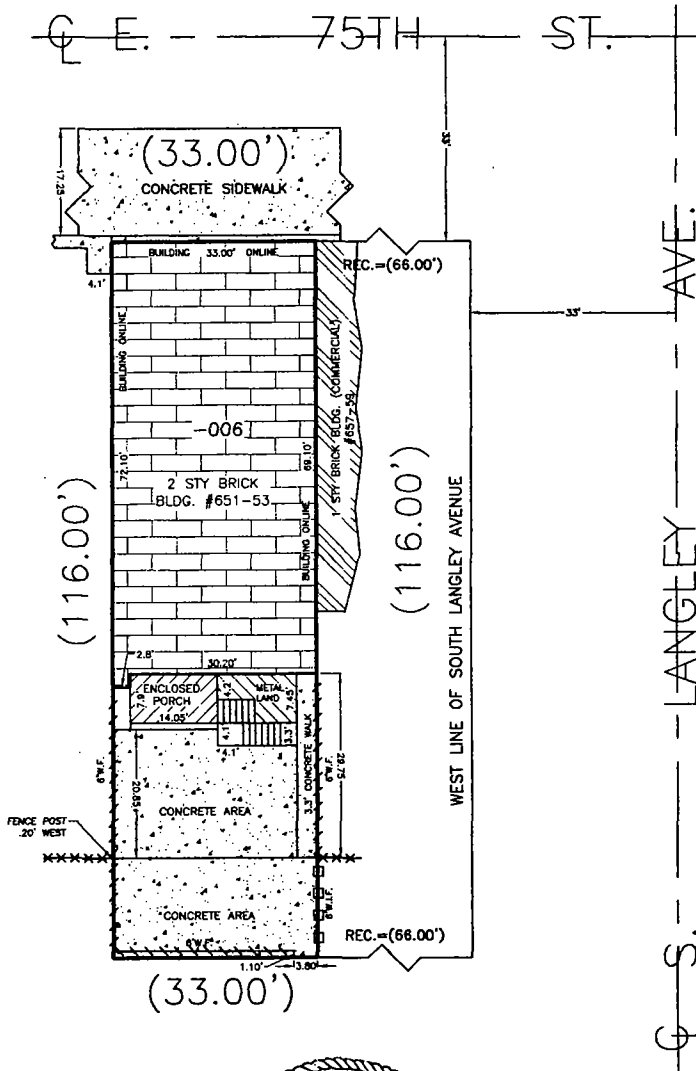 ℄ E. 75TH ST.
33'
17.25
(33.00')
CONCRETE SIDEWALK
BUILDING 33.00' ONLINE
REC.=(66.00')
4.1'
BUILDING ONLINE
33'
AVE.
1 STY BRICK BLDG. (COMMERCIAL)
#657-59
-006
72.10'
69.10'
2 STY BRICK
BLDG. #651-53
BUILDING ONLINE
(116.00')
(116.00')
WEST LINE OF SOUTH LANGLEY AVENUE
LANGLEY
2.8'
30.20'
ENCLOSED
PORCH
7.9'
14.05'
4.2'
METAL
LAND
7.45'
4.1'
4.1'
3.3'
3.3' CONCRETE WALK
29.75
20.85
CONCRETE AREA
FENCE POST
.20' WEST
CONCRETE AREA
6'W.I.F.
6'W.F.
REC.=(66.00')
1.10'
3.80'
(33.00')
℄ S.